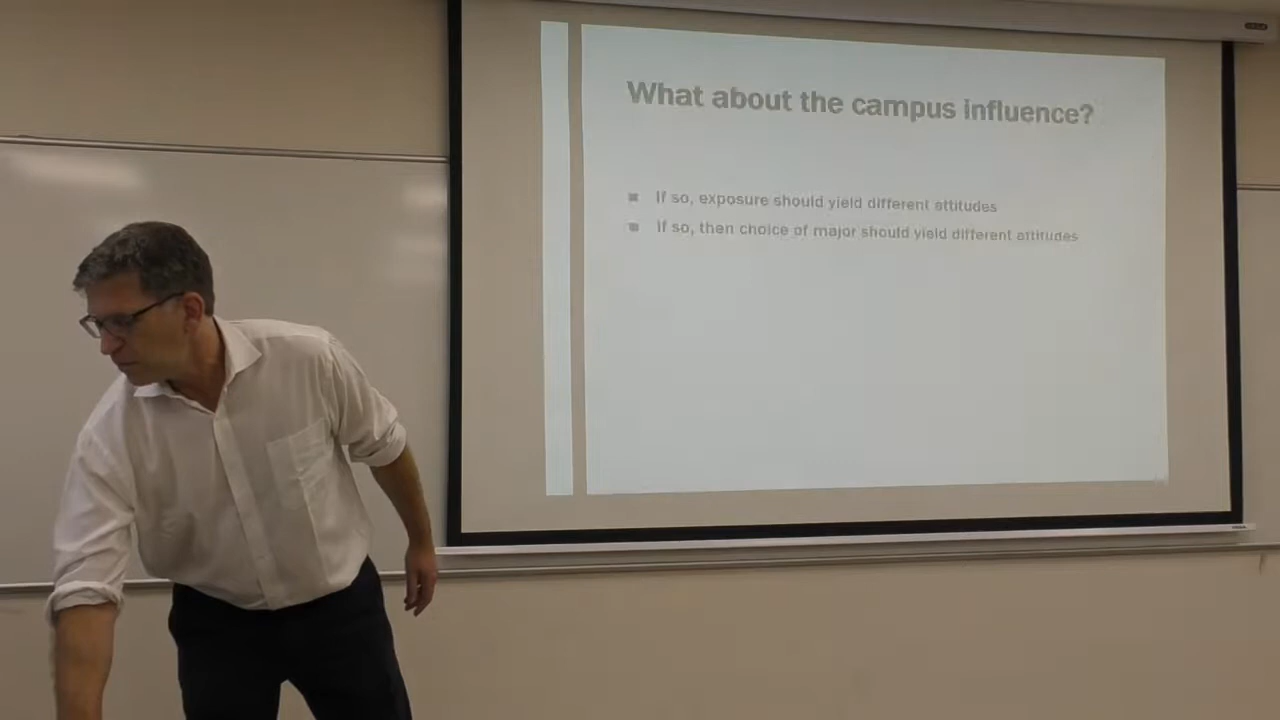 What about the campus influence?
If so, exposure should yield different attitudes
If so, then choice of major should yield different attitudes